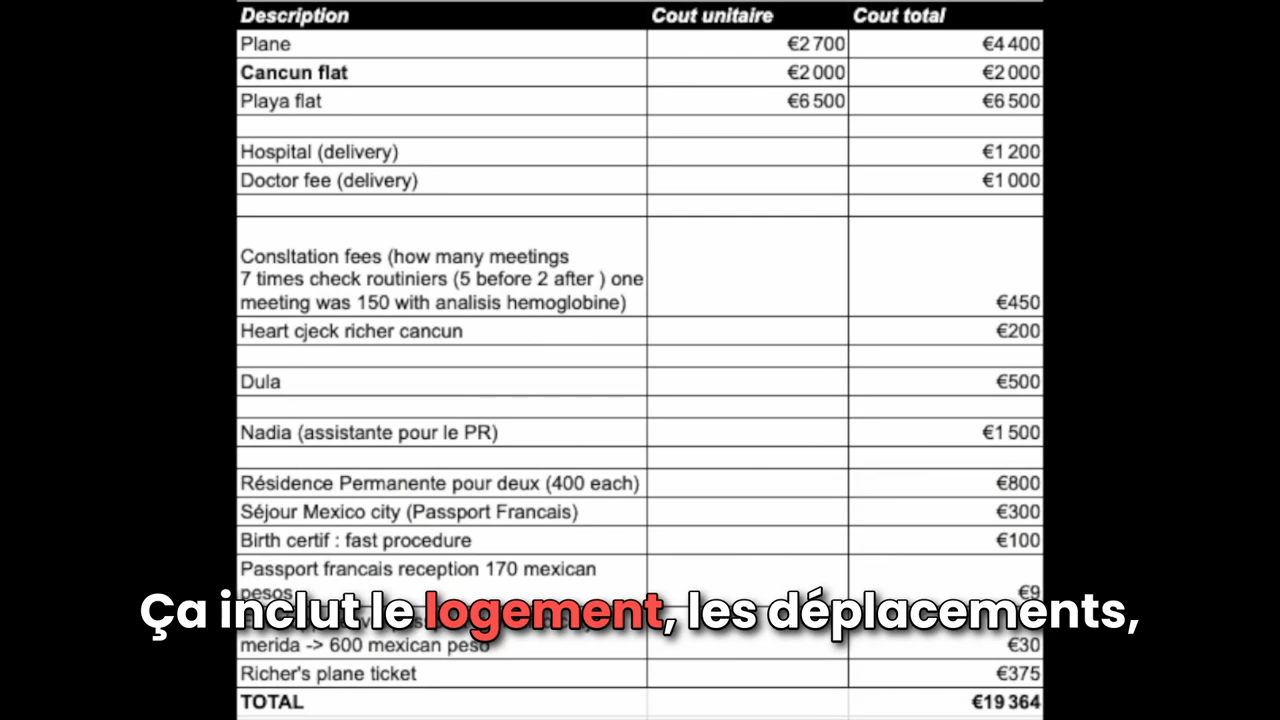 Description Cout unitaire Cout total
Plane €2 700 €4 400
Cancun flat €2 000 €2 000
Playa flat €6 500 €6 500
Hospital (delivery) €1 200
Doctor fee (delivery) €1 000
Consltation fees (how many meetings
7 times check routiniers (5 before 2 after ) one
meeting was 150 with analisis hemoglobine) €450
Heart cjeck richer cancun €200
Dula €500
Nadia (assistante pour le PR) €1 500
Résidence Permanente pour deux (400 each) €800
Séjour Mexico city (Passport Francais) €300
Birth certif : fast procedure €100
Passport francais reception 170 mexican
pesos €9
Ça inclut le logement, les déplacements,
merida -> 600 mexican peso €30
Richer's plane ticket €375
TOTAL €19 364